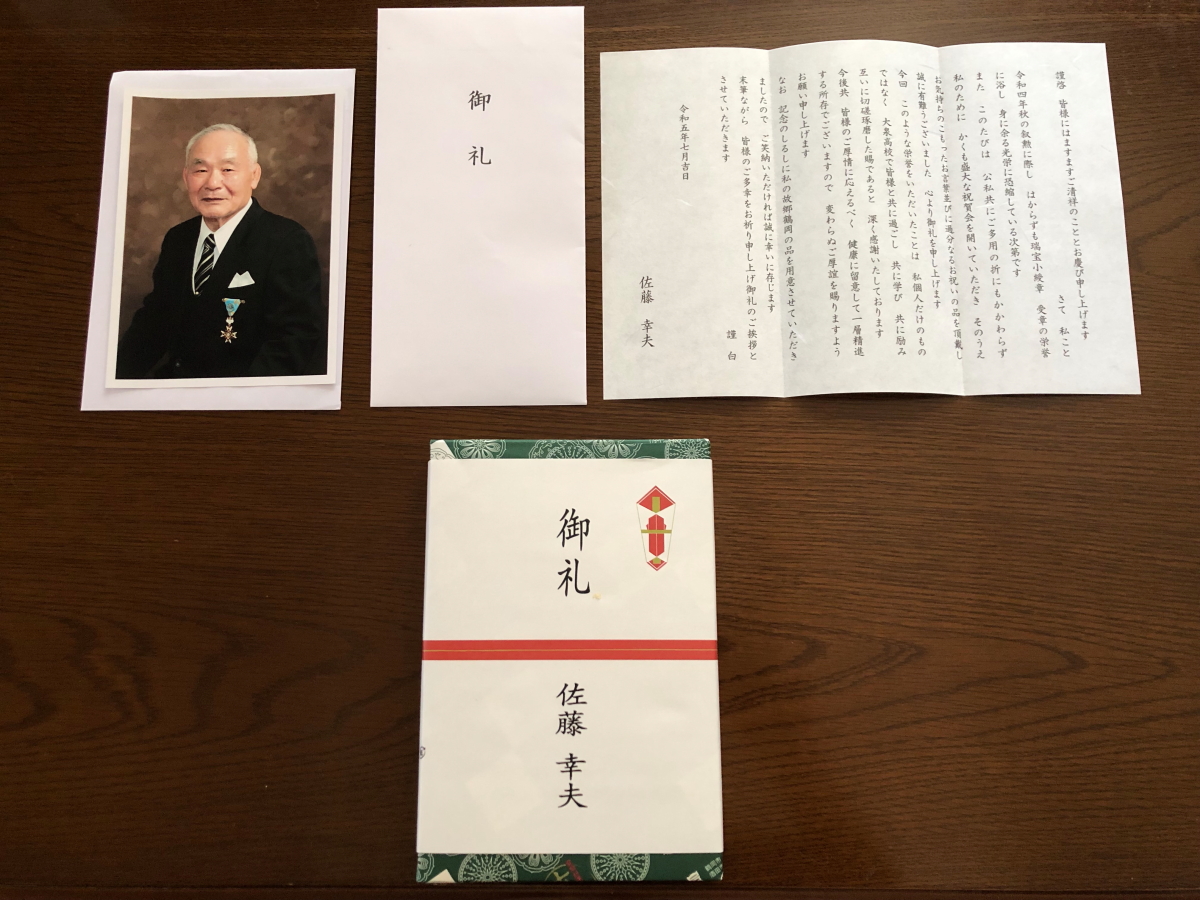 御礼
謹啓　皆様にはますますご清祥のこととお慶び申し上げます
さて　私こと
令和四年秋の叙勲に際し　はからずも瑞宝小綬章　受章の栄誉
に浴し　身に余る光栄に恐縮している次第です
また　このたびは　公私共にご多用の折にもかかわらず
私のために　かくも盛大な祝賀会を開いていただき　そのうえ
お気持ちのこもったお言葉並びに過分なるお祝いの品を頂戴し
誠に有難うございました　心より御礼を申し上げます
今回　このような栄誉をいただいたことは　私個人だけのもの
ではなく　大泉高校で皆様と共に過ごし　共に学び　共に励み
互いに切磋琢磨した賜であると　深く感謝いたしております
今後共　皆様のご厚情に応えるべく　健康に留意して一層精進
する所存でございますので　変わらぬご厚誼を賜りますよう
お願い申し上げます
なお　記念のしるしに私の故郷鶴岡の品を用意させていただき
ましたので　ご笑納いただければ誠に幸いに存じます
末筆ながら　皆様のご多幸をお祈り申し上げ御礼のご挨拶と
させていただきます
謹白
令和五年七月吉日
佐藤　幸夫
御礼
佐藤　幸夫